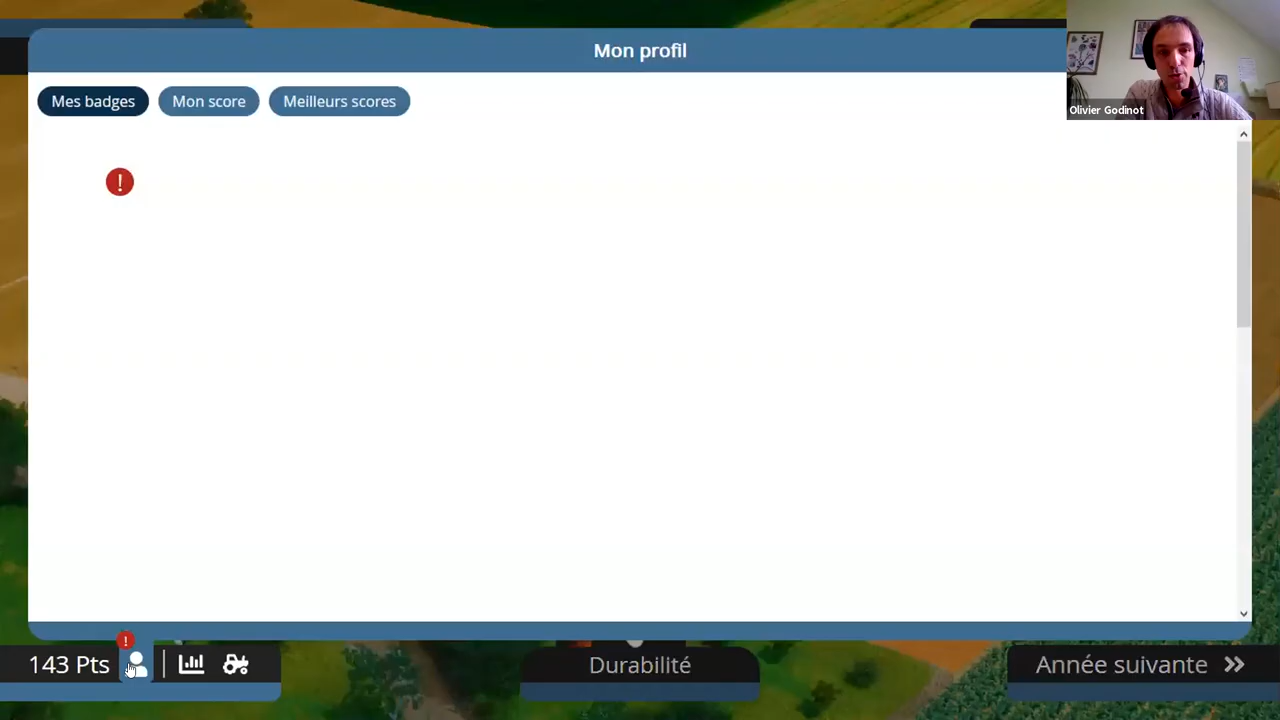 Mon profil
Mes badges
Mon score
Meilleurs scores
Olivier Godinot
!
!
143 Pts
Durabilité
Année suivante